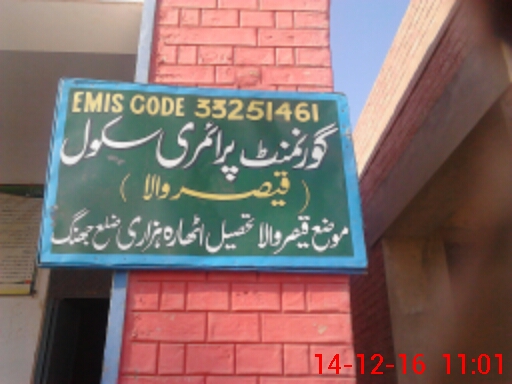 EMIS CODE 33251461
گورنمنٹ پرائمری سکول
( قیصر والا )
موضع قیصر والا تحصیل اٹھارہ ہزاری ضلع جھنگ
14-12-16 11:01